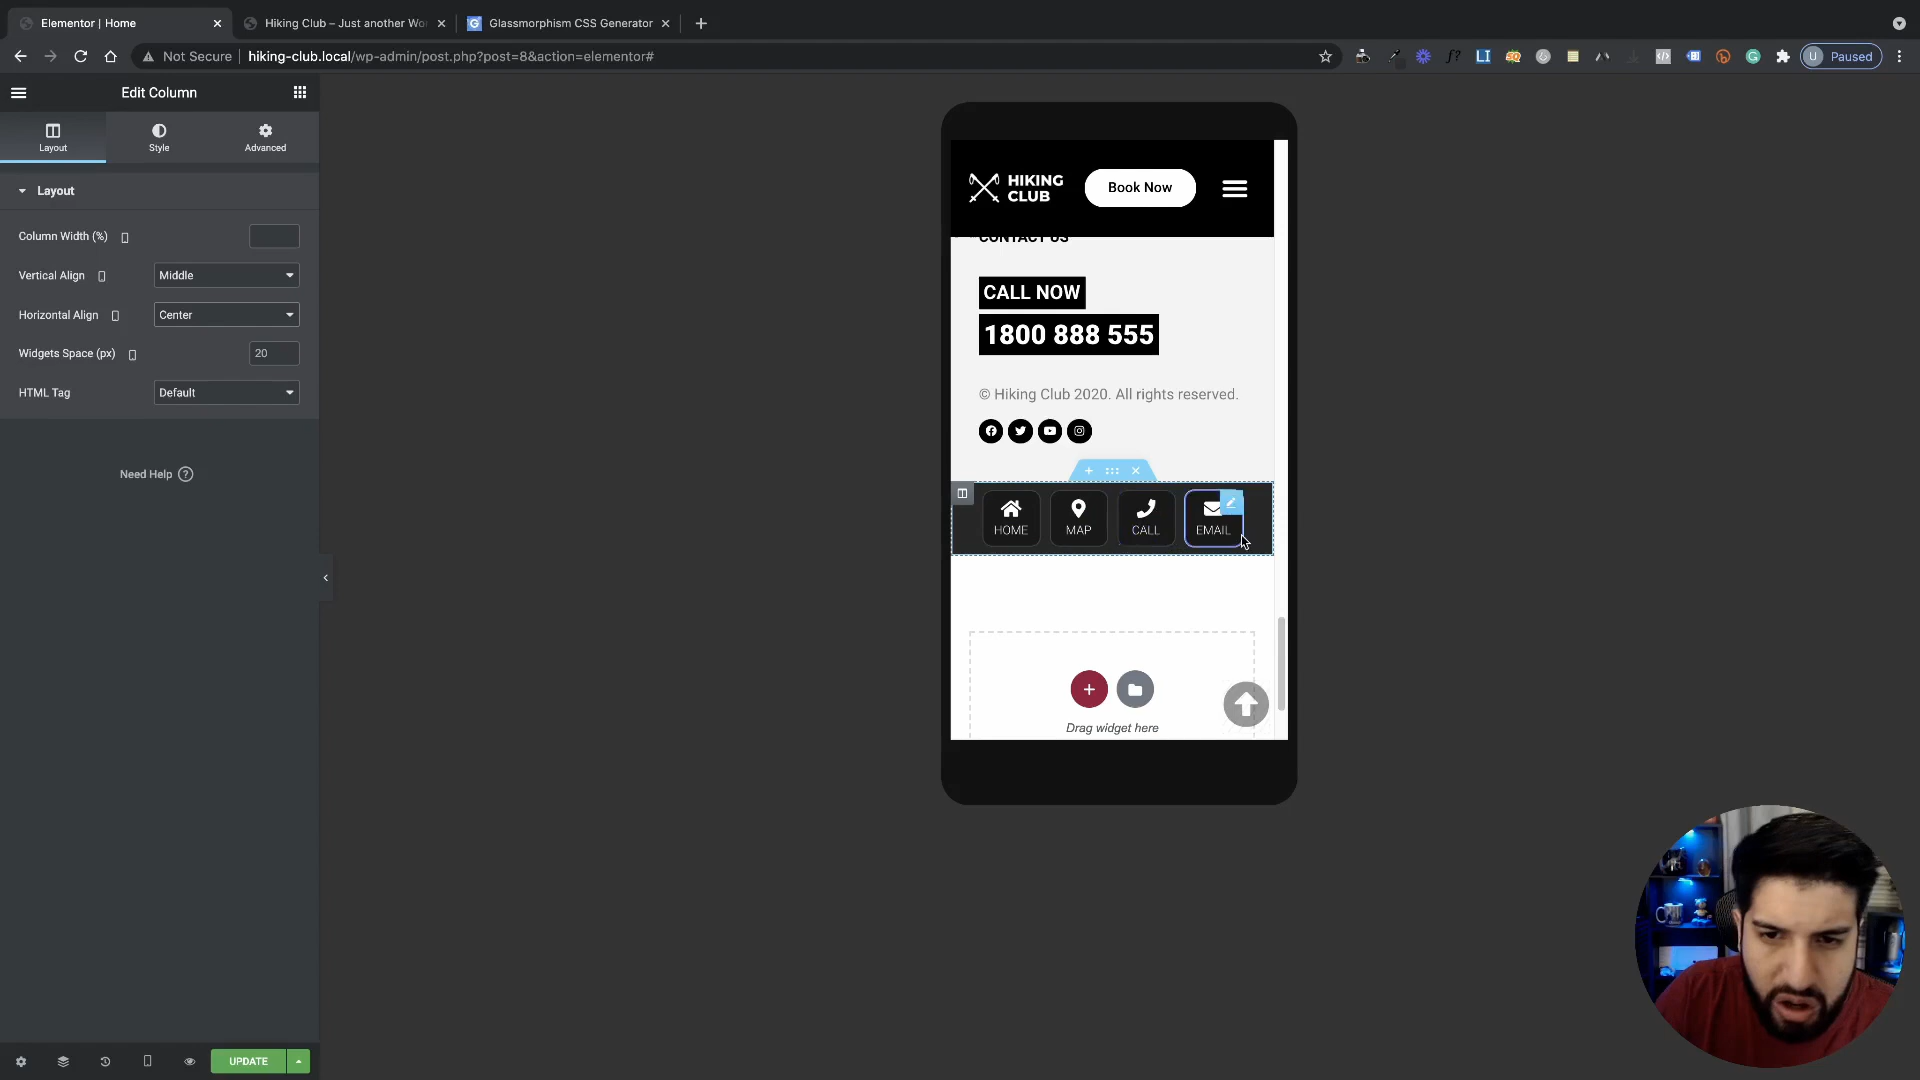 Elementor | Home
Hiking Club – Just another Wo
Glassmorphism CSS Generator
Not Secure
hiking-club.local/wp-admin/post.php?post=8&action=elementor#
U
Paused
Edit Column
Layout
Style
Advanced
Layout
Column Width (%)
Vertical Align
Middle
Horizontal Align
Center
Widgets Space (px)
20
HTML Tag
Default
Need Help ?
UPDATE
HIKING
CLUB
Book Now
CONTACT US
CALL NOW
1800 888 555
© Hiking Club 2020. All rights reserved.
HOME
MAP
CALL
EMAIL
Drag widget here